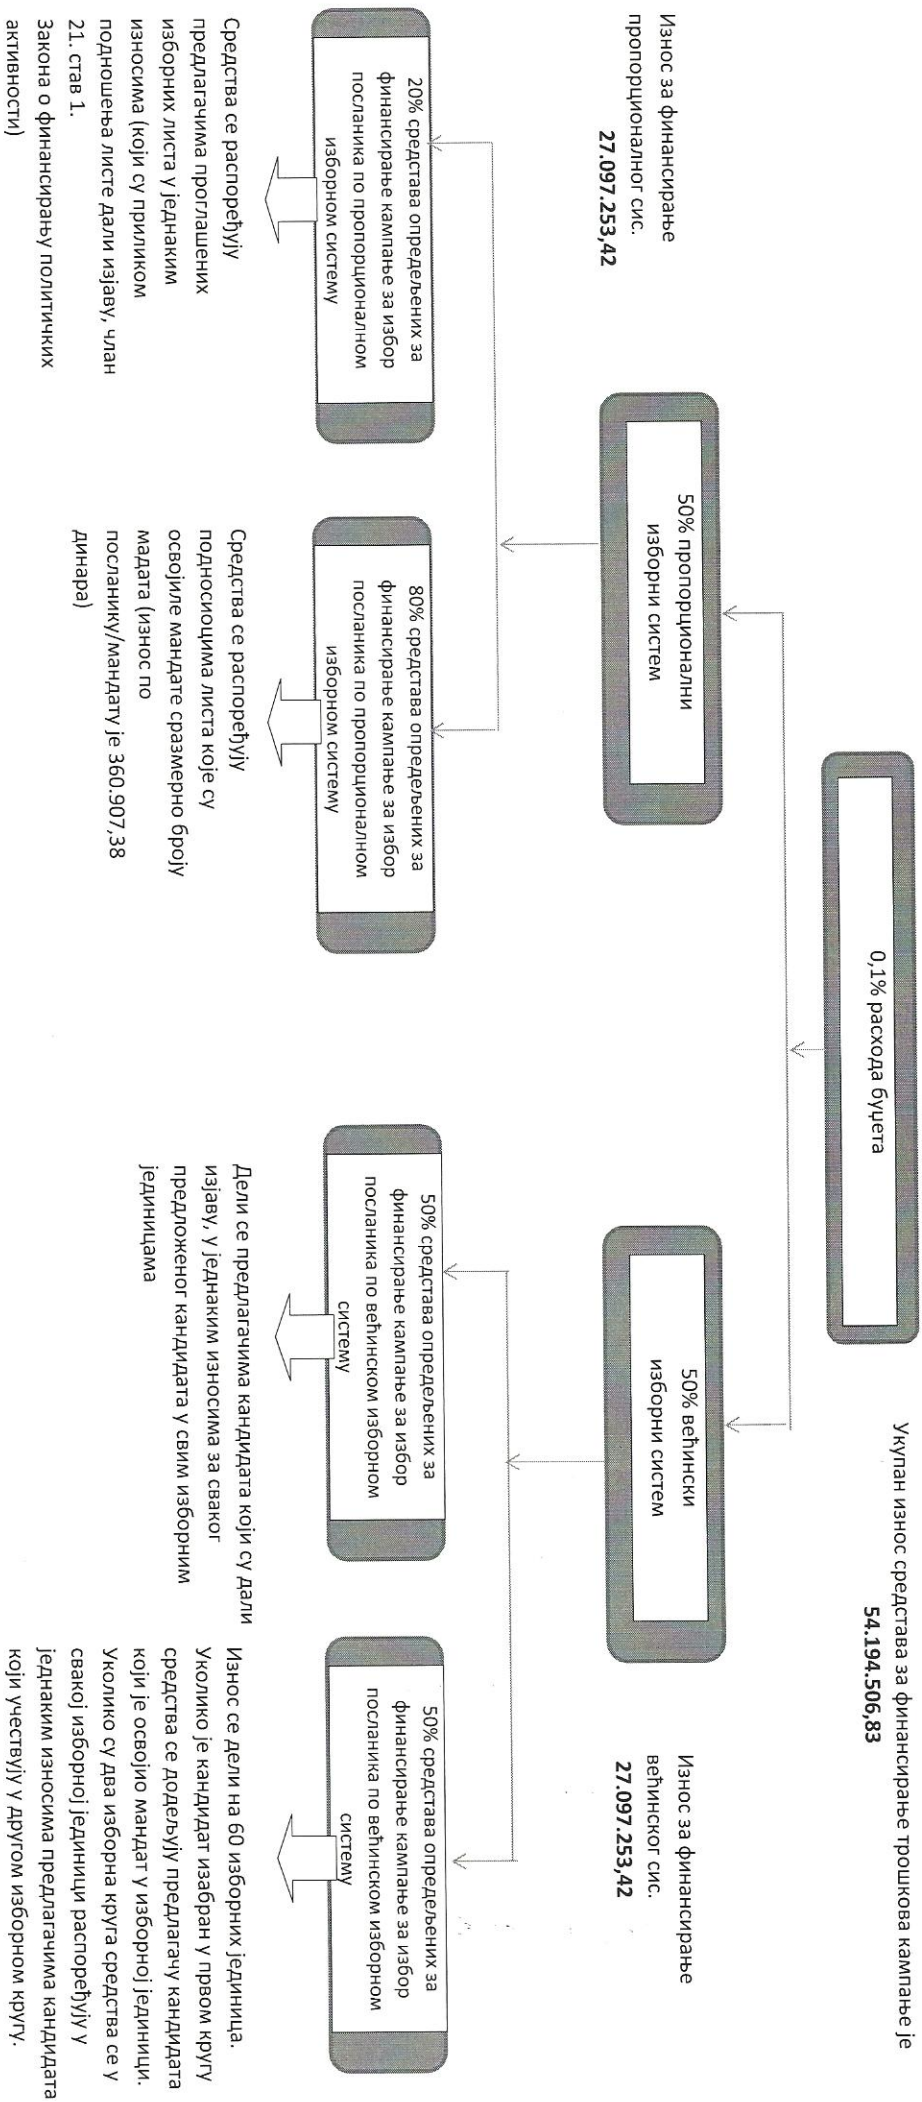 Укупан износ средстава за финансирање трошкова кампање је
54.194.506,83
0,1% расхода буџета
Износ за финансирање
пропорционалног сис.
27.097.253,42
50% пропорционални
изборни систем
50% већински
изборни систем
Износ за финансирање
већинског сис.
27.097.253,42
20% средстава опредељених за
финансирање кампање за избор
посланика по пропорционалном
изборном систему
80% средстава опредељених за
финансирање кампање за избор
посланика по пропорционалном
изборном систему
50% средстава опредељених за
финансирање кампање за избор
посланика по већинском изборном
систему
50% средстава опредељених за
финансирање кампање за избор
посланика по већинском изборном
систему
Средства се распоређују
предлагачима проглашених
изборних листа у једнаким
износима (који су приликом
подношења листе дали изјаву, члан
21. став 1.
Закона о финансирању политичких
активности)
Средства се распоређују
подносиоцима листа које су
освојиле мандате сразмерно броју
мадата (износ по
посланику/мандату је 360.907,38
динара)
Дели се предлагачима кандидата који су дали
изјаву, у једнаким износима за сваког
предложеног кандидата у свим изборним
јединицама
Износ се дели на 60 изборних јединица.
Уколико је кандидат изабран у првом кругу
средства се додељују предлагачу кандидата
који је освојио мандат у изборној јединици.
Уколико су два изборна круга средства се у
свакој изборној јединици распоређују у
једнаким износима предлагачима кандидата
који учествују у другом изборном кругу.